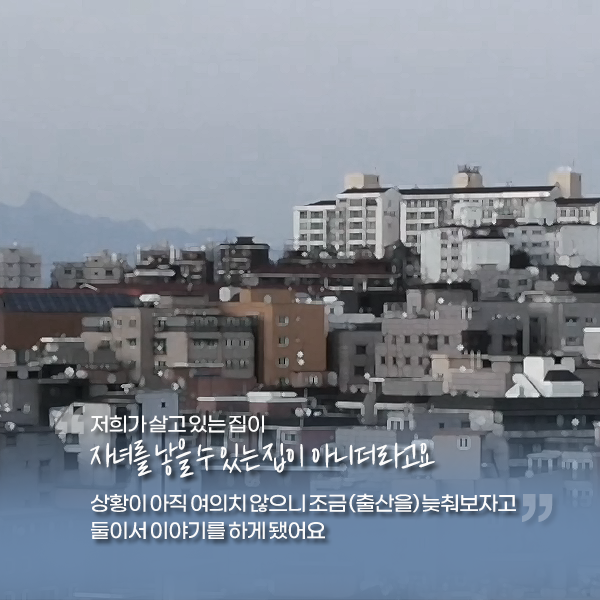 “저희가 살고 있는 집이
자녀를 낳을 수 있는 집이 아니더라고요
상황이 아직 여의치 않으니 조금 (출산을) 늦춰보자고
둘이서 이야기를 하게 됐어요”